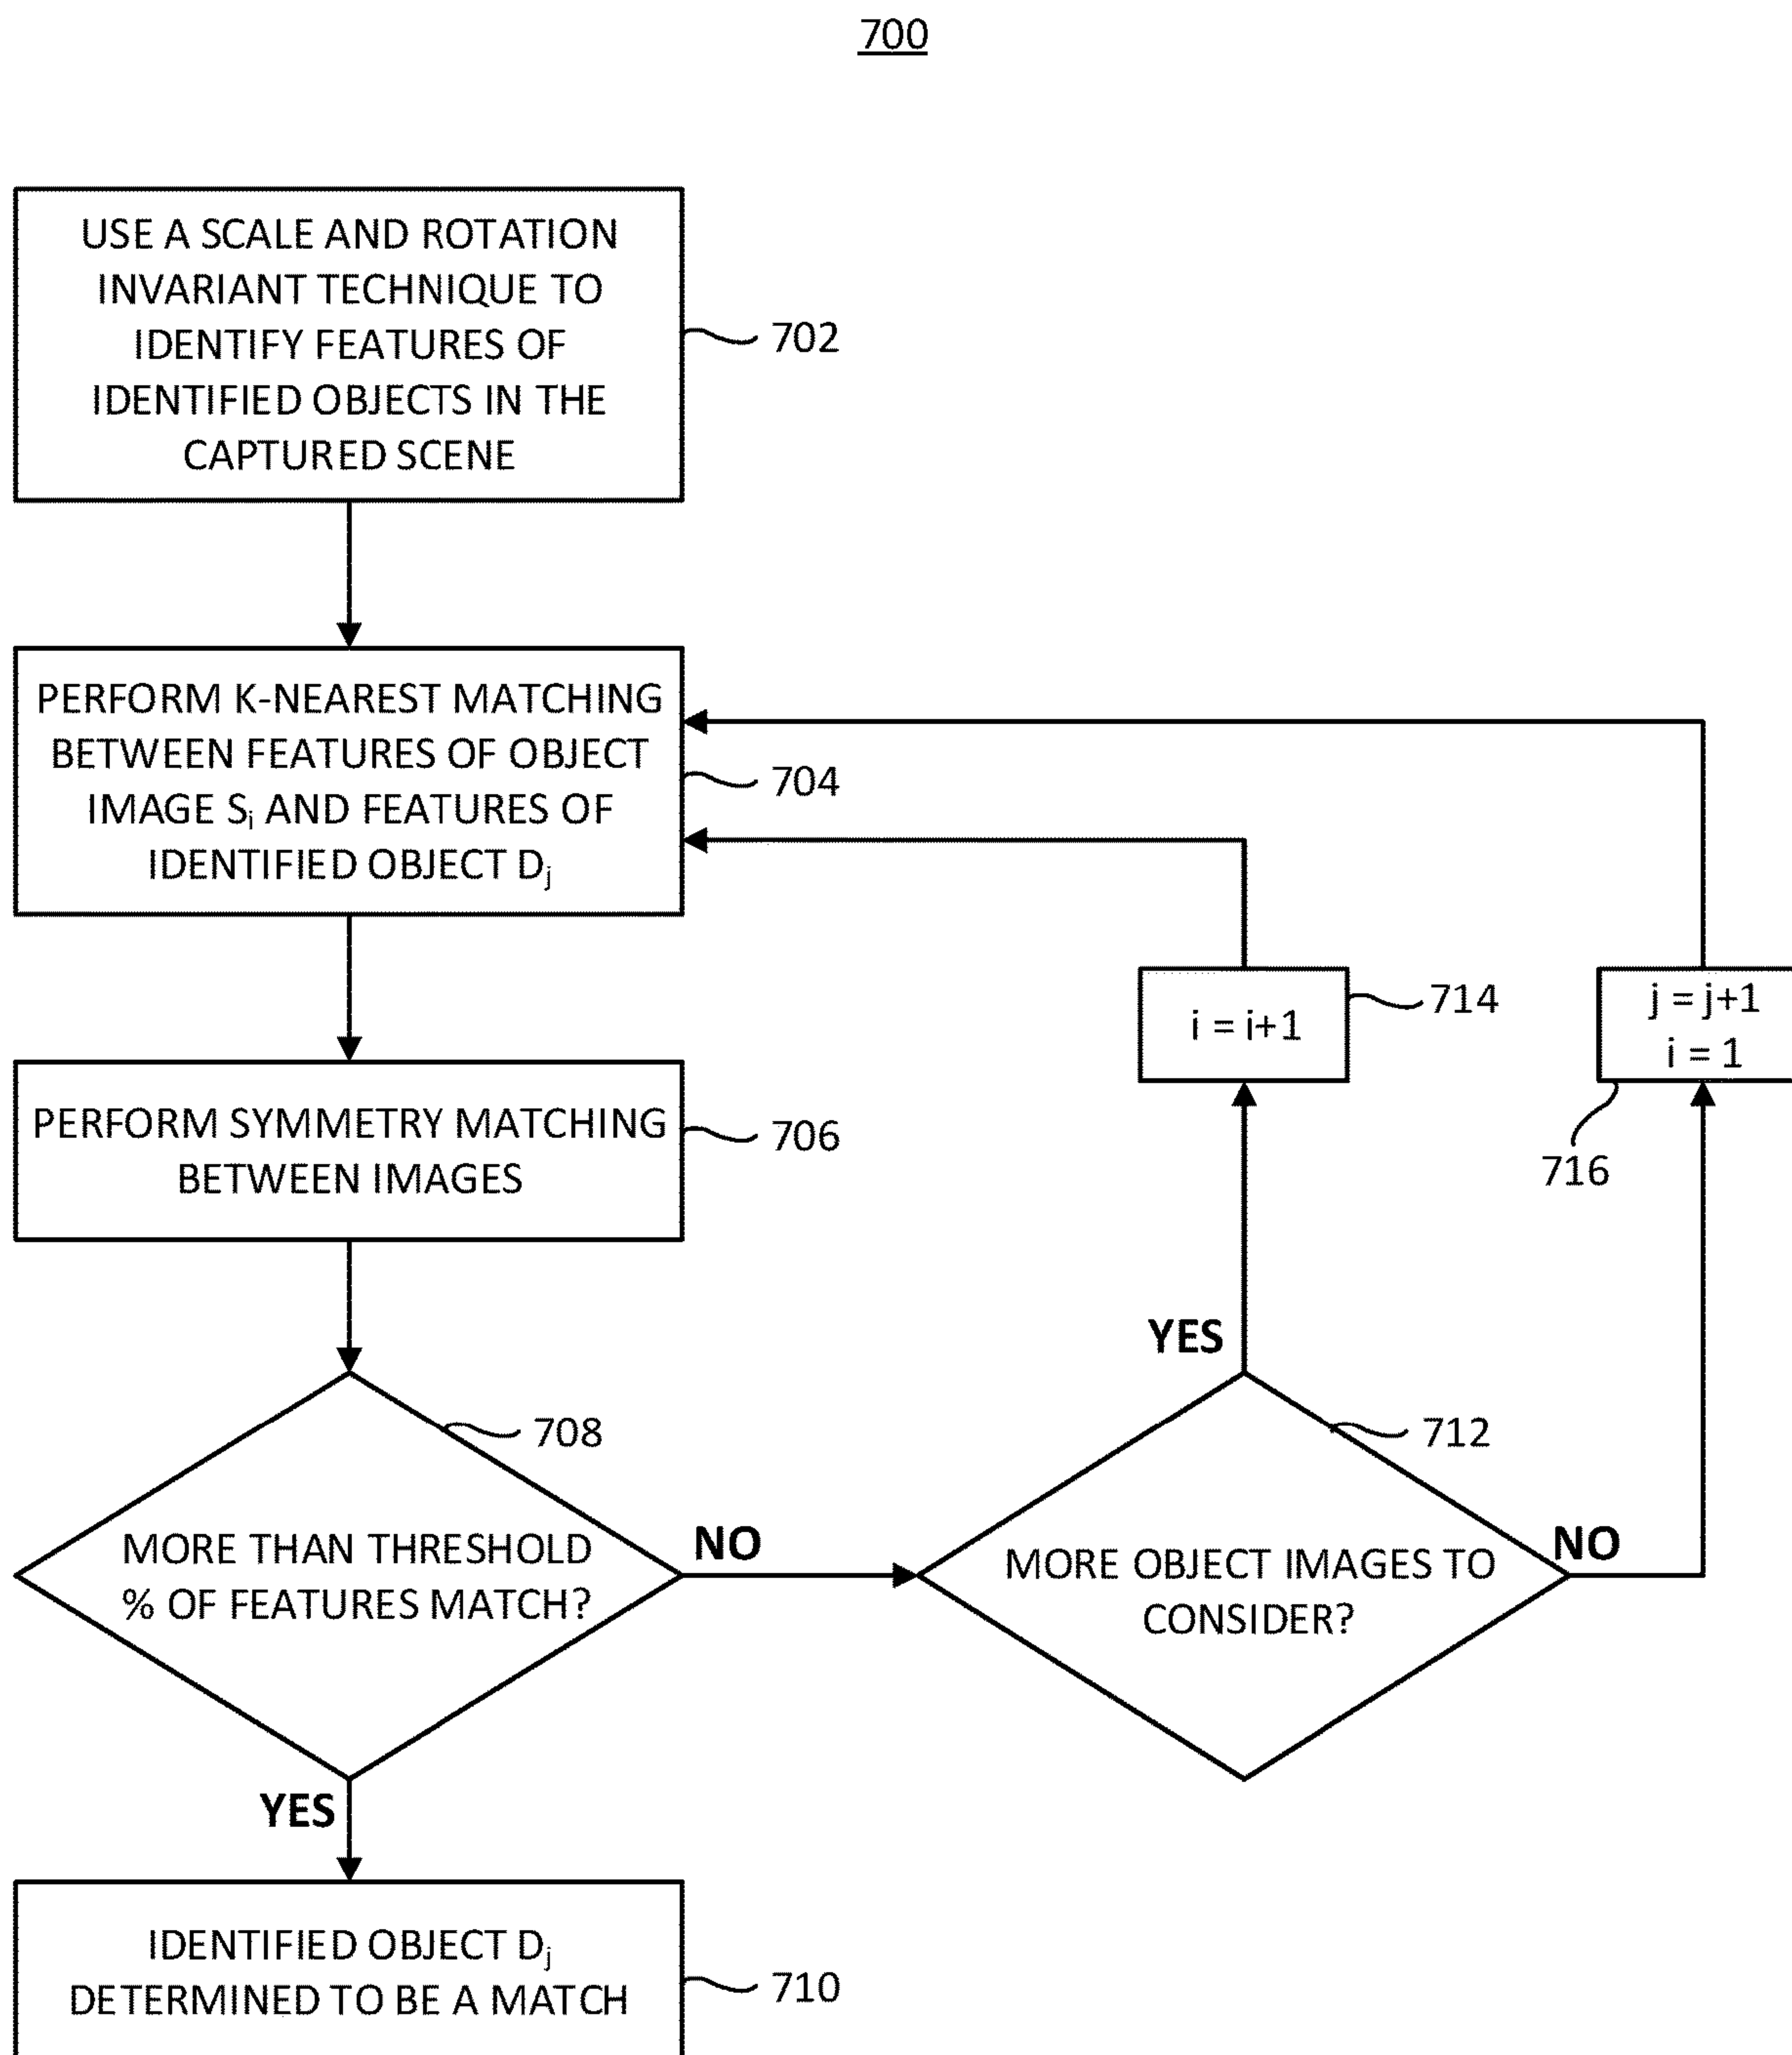 700
USE A SCALE AND ROTATION
INVARIANT TECHNIQUE TO
IDENTIFY FEATURES OF
IDENTIFIED OBJECTS IN THE
CAPTURED SCENE
702
PERFORM K-NEAREST MATCHING
BETWEEN FEATURES OF OBJECT
IMAGE Si AND FEATURES OF
IDENTIFIED OBJECT Dj
704
PERFORM SYMMETRY MATCHING
BETWEEN IMAGES
706
MORE THAN THRESHOLD
% OF FEATURES MATCH?
708
NO
YES
IDENTIFIED OBJECT Dj
DETERMINED TO BE A MATCH
710
MORE OBJECT IMAGES TO
CONSIDER?
712
YES
NO
i = i+1
714
j = j+1
i = 1
716